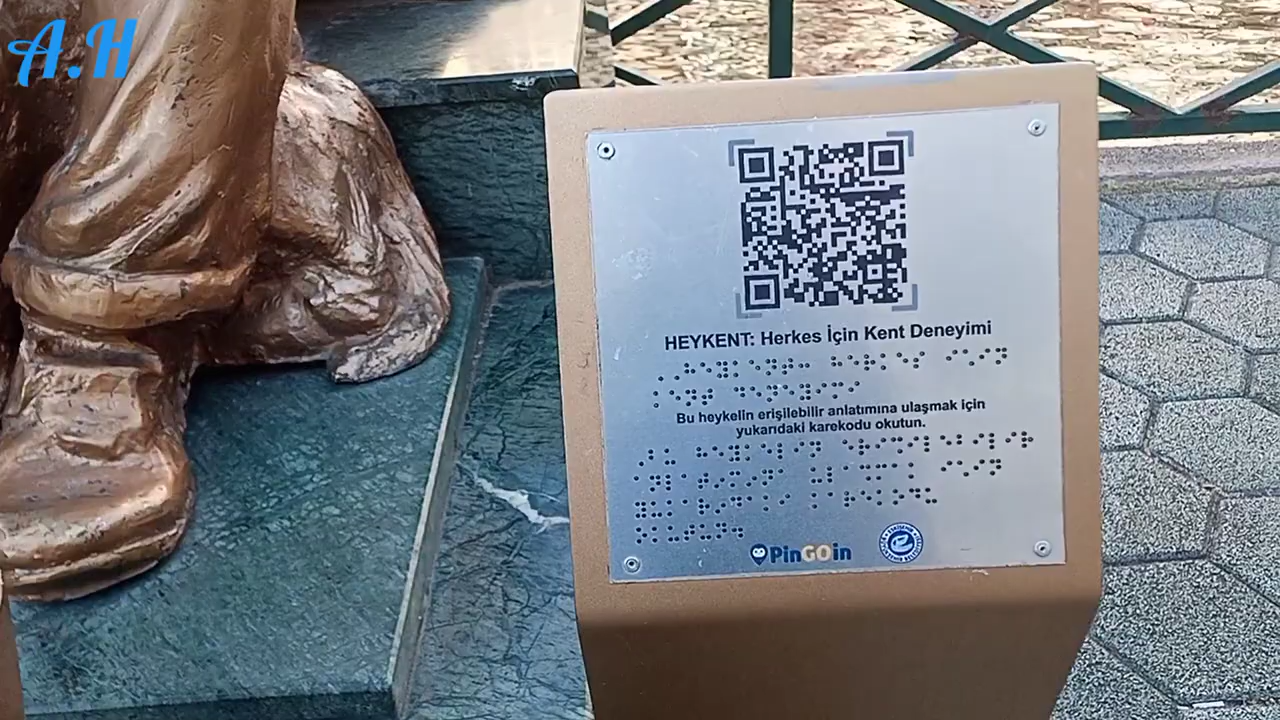 A.H
HEYKENT: Herkes İçin Kent Deneyimi
Bu heykelin erişilebilir anlatımına ulaşmak için
yukarıdaki karekodu okutun.
PinGOin